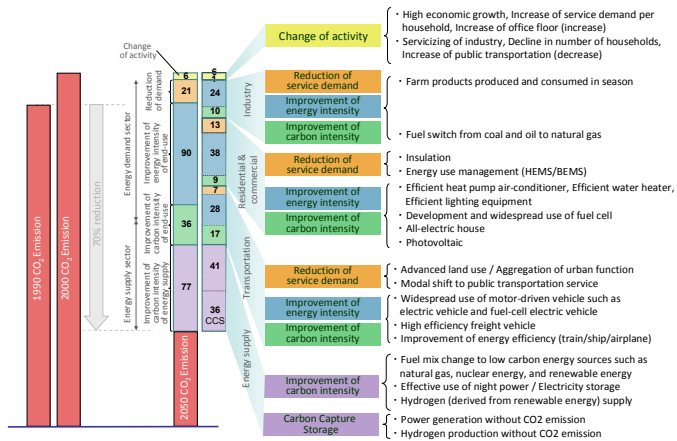 Change
of activity
Change of activity
・High economic growth, Increase of service demand per
household, Increase of office floor (increase)
・Servicizing of industry, Decline in number of households,
Increase of public transportation (decrease)
1990 CO2 Emission
2000 CO2 Emission
70% reduction
Energy demand sector
Energy supply sector
Reduction
of demand
Improvement of
energy intensity
of end-use
Improvement of
carbon intensity
of end-use
Improvement of
carbon intensity
of energy supply
6
21
90
36
77
2050 CO2 Emission
24
10
13
38
9
7
28
17
41
36
CCS
Industry
Reduction of
service demand
Improvement of
energy intensity
Improvement of
carbon intensity
・Farm products produced and consumed in season
・Fuel switch from coal and oil to natural gas
Residential &
commercial
Reduction of
service demand
Improvement of
energy intensity
Improvement of
carbon intensity
・Insulation
・Energy use management (HEMS/BEMS)
・Efficient heat pump air-conditioner, Efficient water heater,
Efficient lighting equipment
・Development and widespread use of fuel cell
・All-electric house
・Photovoltaic
Transportation
Reduction of
service demand
Improvement of
energy intensity
Improvement of
carbon intensity
・Advanced land use / Aggregation of urban function
・Modal shift to public transportation service
・Widespread use of motor-driven vehicle such as
electric vehicle and fuel-cell electric vehicle
・High efficiency freight vehicle
・Improvement of energy efficiency (train/ship/airplane)
Energy supply
Improvement of
carbon intensity
Carbon Capture
Storage
・Fuel mix change to low carbon energy sources such as
natural gas, nuclear energy, and renewable energy
・Effective use of night power / Electricity storage
・Hydrogen (derived from renewable energy) supply
・Power generation without CO2 emission
・Hydrogen production without CO2 emission